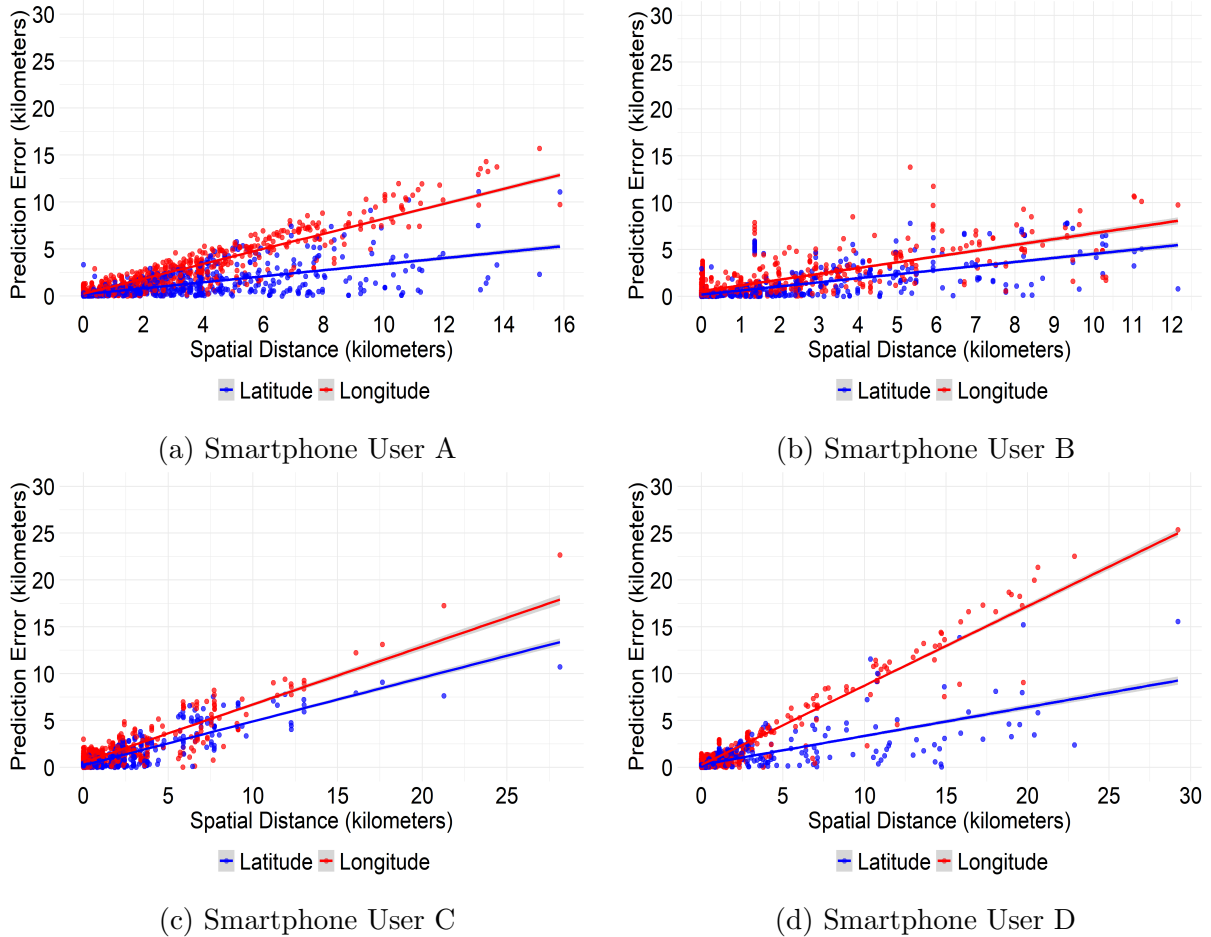 30
25
20
15
10
5
0
Prediction Error (kilometers)
0 2 4 6 8 10 12 14 16
Spatial Distance (kilometers)
Latitude Longitude
(a) Smartphone User A
30
25
20
15
10
5
0
Prediction Error (kilometers)
0 1 2 3 4 5 6 7 8 9 10 11 12
Spatial Distance (kilometers)
Latitude Longitude
(b) Smartphone User B
30
25
20
15
10
5
0
Prediction Error (kilometers)
0 5 10 15 20 25
Spatial Distance (kilometers)
Latitude Longitude
(c) Smartphone User C
30
25
20
15
10
5
0
Prediction Error (kilometers)
0 5 10 15 20 25 30
Spatial Distance (kilometers)
Latitude Longitude
(d) Smartphone User D